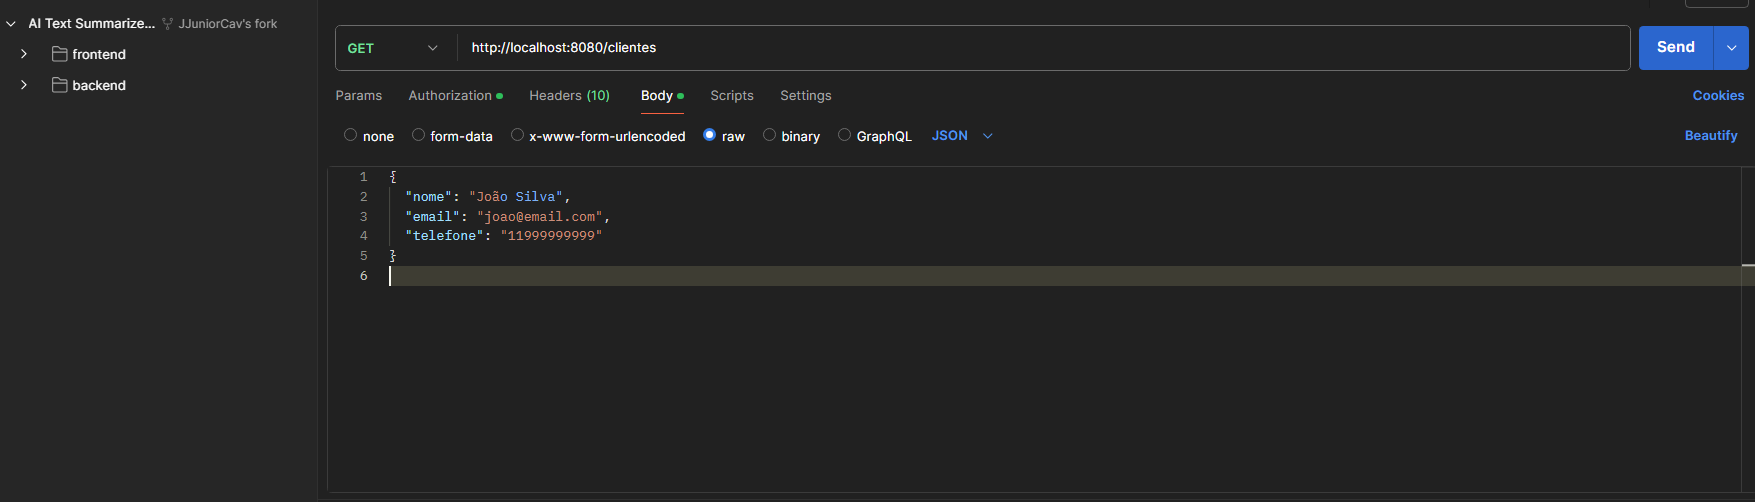 AI Text Summarize... JJuniorCav's fork
frontend
backend
GET http://localhost:8080/clientes Send
Params Authorization Headers (10) Body Scripts Settings Cookies
none form-data x-www-form-urlencoded raw binary GraphQL JSON Beautify
1 {
2 "nome": "João Silva",
3 "email": "joao@email.com",
4 "telefone": "11999999999"
5 }
6